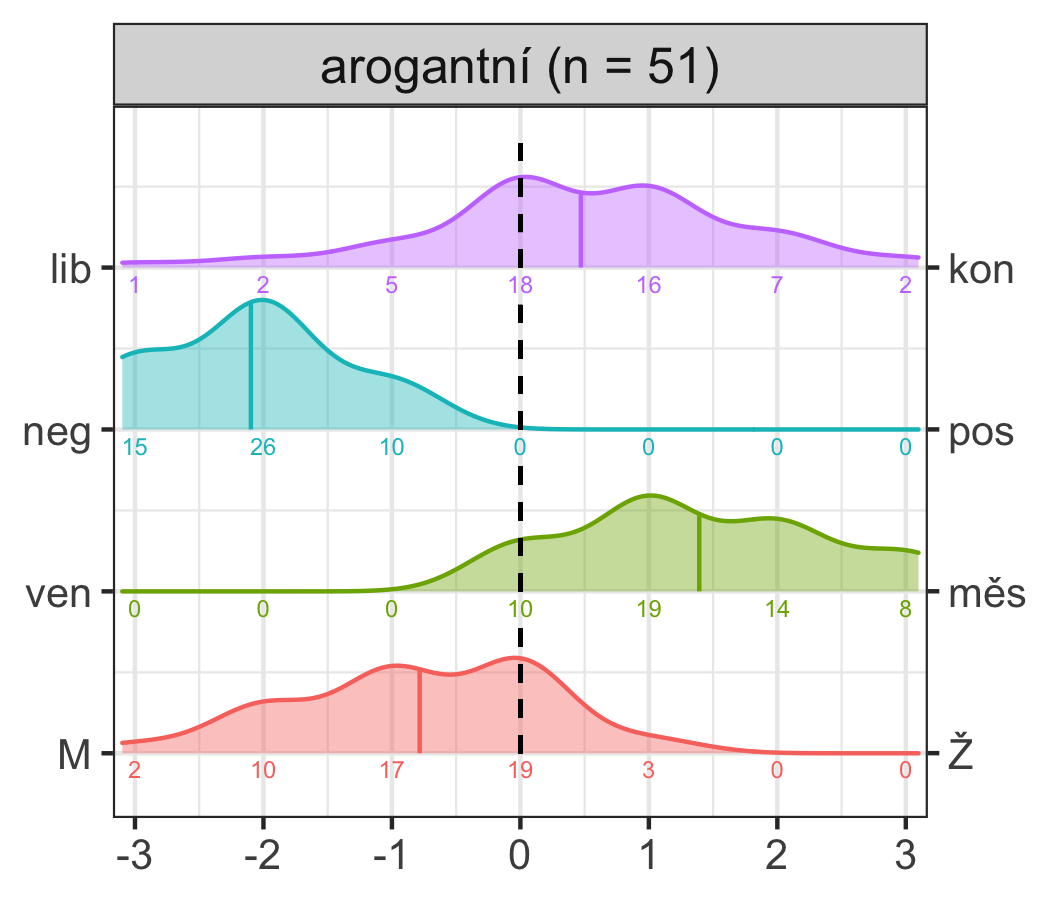 arogantní (n = 51)
lib kon
1 2 5 18 16 7 2
neg pos
15 26 10 0 0 0 0
ven měs
0 0 0 10 19 14 8
M Ž
2 10 17 19 3 0 0
-3 -2 -1 0 1 2 3